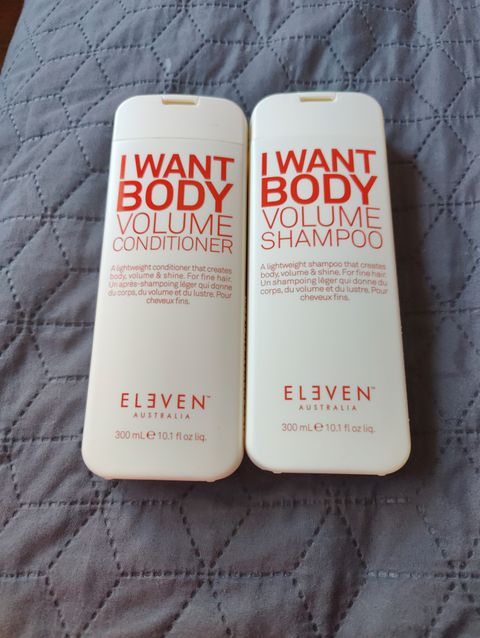 I WANT
BODY
VOLUME
CONDITIONER
A lightweight conditioner that creates
body, volume & shine. For fine hair.
Un après-shampoing léger qui donne
du corps, du volume et du lustre. Pour
cheveux fins.
ELEVEN™
AUSTRALIA
300 mL ℮ 10.1 fl oz liq.
I WANT
BODY
VOLUME
SHAMPOO
A lightweight shampoo that creates
body, volume & shine. For fine hair.
Un shampoing léger qui donne du
corps, du volume et du lustre. Pour
cheveux fins.
ELEVEN™
AUSTRALIA
300 mL ℮ 10.1 fl oz liq.